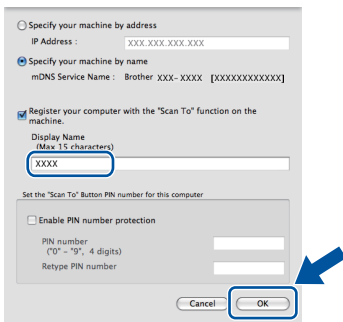 Specify your machine by address
IP Address : XXX.XXX.XXX.XXX
Specify your machine by name
mDNS Service Name : Brother XXX-XXXX [XXXXXXXXXXXX]
Register your computer with the "Scan To" function on the
machine.
Display Name
(Max 15 characters)
XXXX
Set the "Scan To" Button PIN number for this computer
Enable PIN number protection
PIN number
("0" - "9", 4 digits)
Retype PIN number
Cancel OK